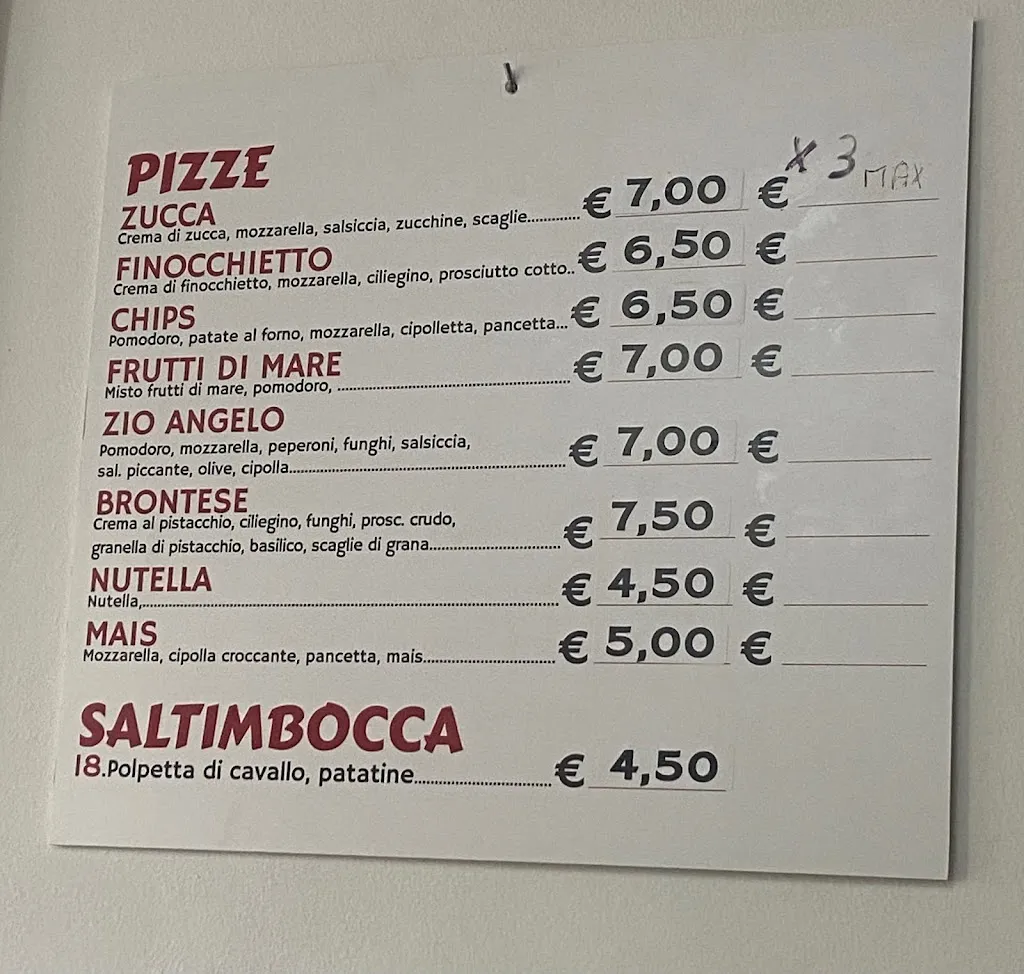 PIZZE
X 3 MAX
ZUCCA
Crema di zucca, mozzarella, salsiccia, zucchine, scaglie............ € 7,00 €
FINOCCHIETTO
Crema di finocchietto, mozzarella, ciliegino, prosciutto cotto.. € 6,50 €
CHIPS
Pomodoro, patate al forno, mozzarella, cipolletta, pancetta... € 6,50 €
FRUTTI DI MARE
Misto frutti di mare, pomodoro, ........................................................ € 7,00 €
ZIO ANGELO
Pomodoro, mozzarella, peperoni, funghi, salsiccia,
sal. piccante, olive, cipolla.................................................................. € 7,00 €
BRONTESE
Crema al pistacchio, ciliegino, funghi, prosc. crudo,
granella di pistacchio, basilico, scaglie di grana............................... € 7,50 €
NUTELLA
Nutella,.................................................................................................... € 4,50 €
MAIS
Mozzarella, cipolla croccante, pancetta, mais................................ € 5,00 €
SALTIMBOCCA
18.Polpetta di cavallo, patatine........................... € 4,50